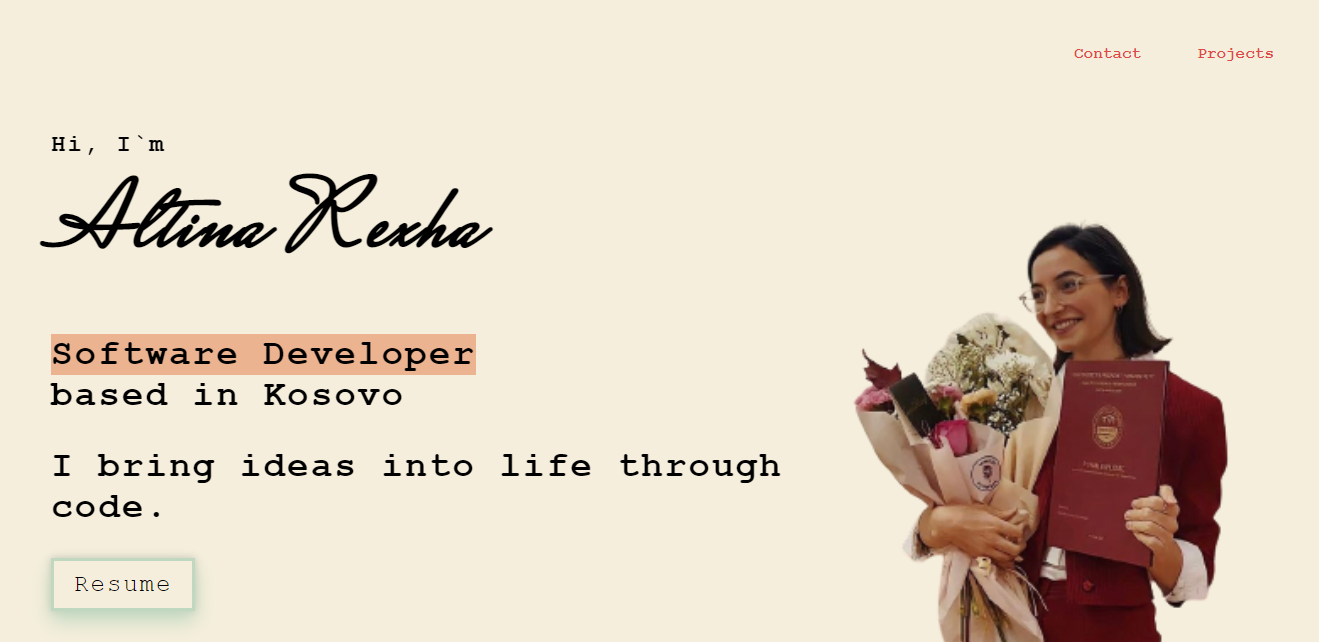 Contact Projects
Hi, I`m
Altina Rexha
Software Developer
based in Kosovo
I bring ideas into life through
code.
Resume